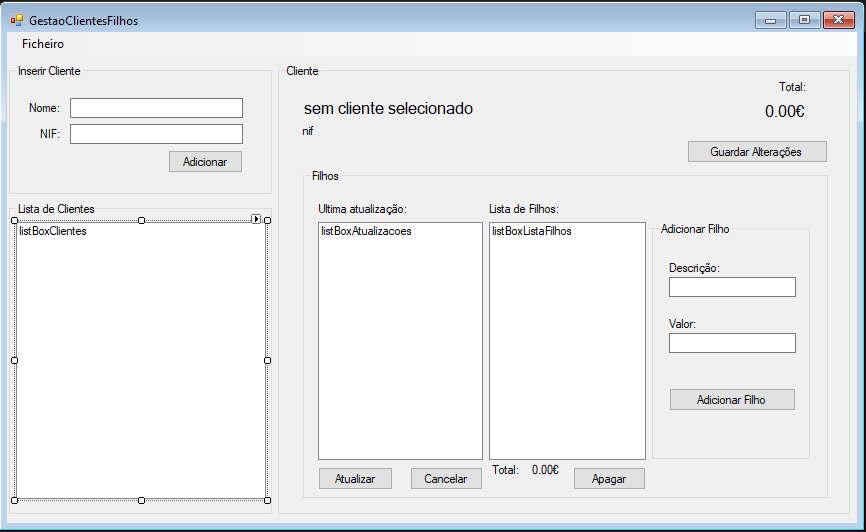 GestaoClientesFilhos
Ficheiro
Inserir Cliente
Nome:
NIF:
Adicionar
Lista de Clientes
listBoxClientes
Cliente
sem cliente selecionado
nif
Total:
0.00€
Guardar Alterações
Filhos
Ultima atualização:
listBoxAtualizacoes
Atualizar
Cancelar
Lista de Filhos:
listBoxListaFilhos
Total: 0.00€
Apagar
Adicionar Filho
Descrição:
Valor:
Adicionar Filho